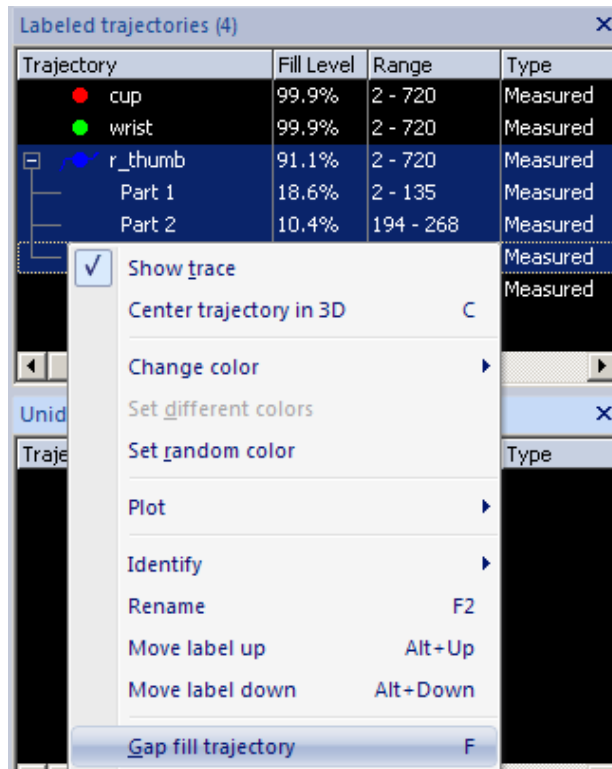 Labeled trajectories (4)
Trajectory Fill Level Range Type
cup 99.9% 2 - 720 Measured
wrist 99.9% 2 - 720 Measured
r_thumb 91.1% 2 - 720 Measured
Part 1 18.6% 2 - 135 Measured
Part 2 10.4% 194 - 268 Measured
Measured
Measured
Show trace
Center trajectory in 3D C
Change color
Unid
Set different colors
Traje Type
Set random color
Plot
Identify
Rename F2
Move label up Alt+Up
Move label down Alt+Down
Gap fill trajectory F